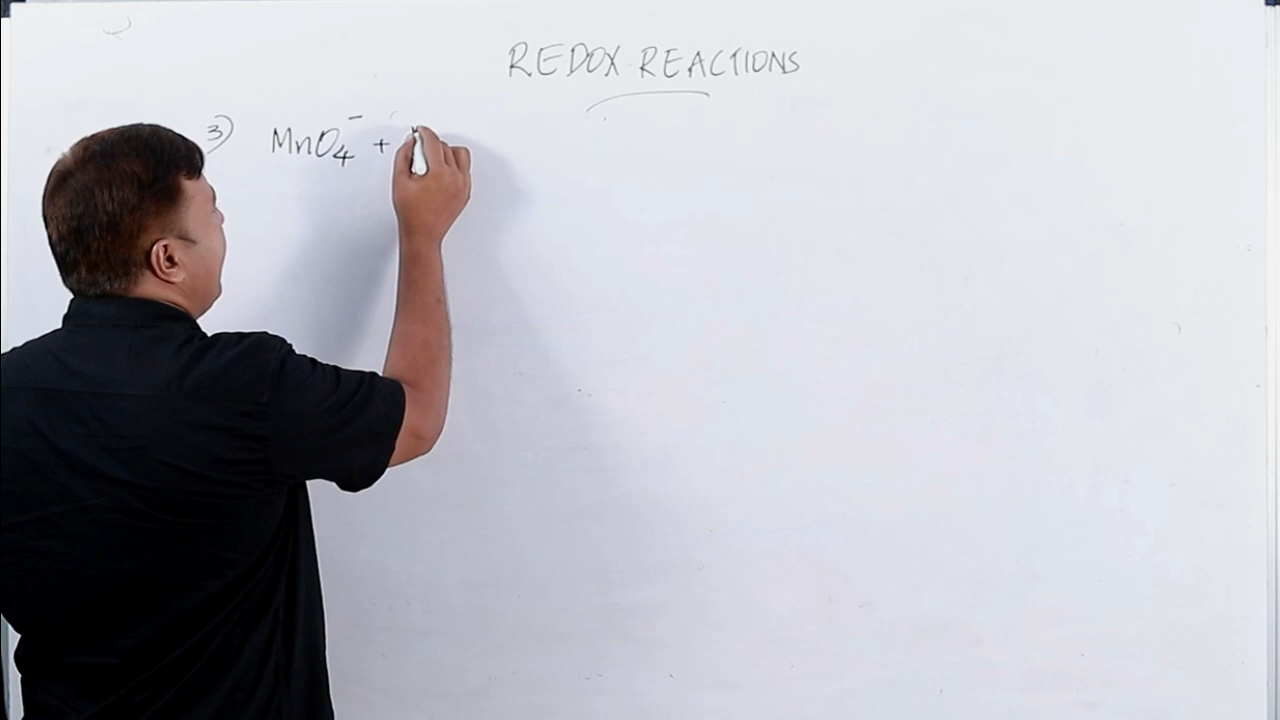 REDOX REACTIONS
3) MnO₄⁻ +